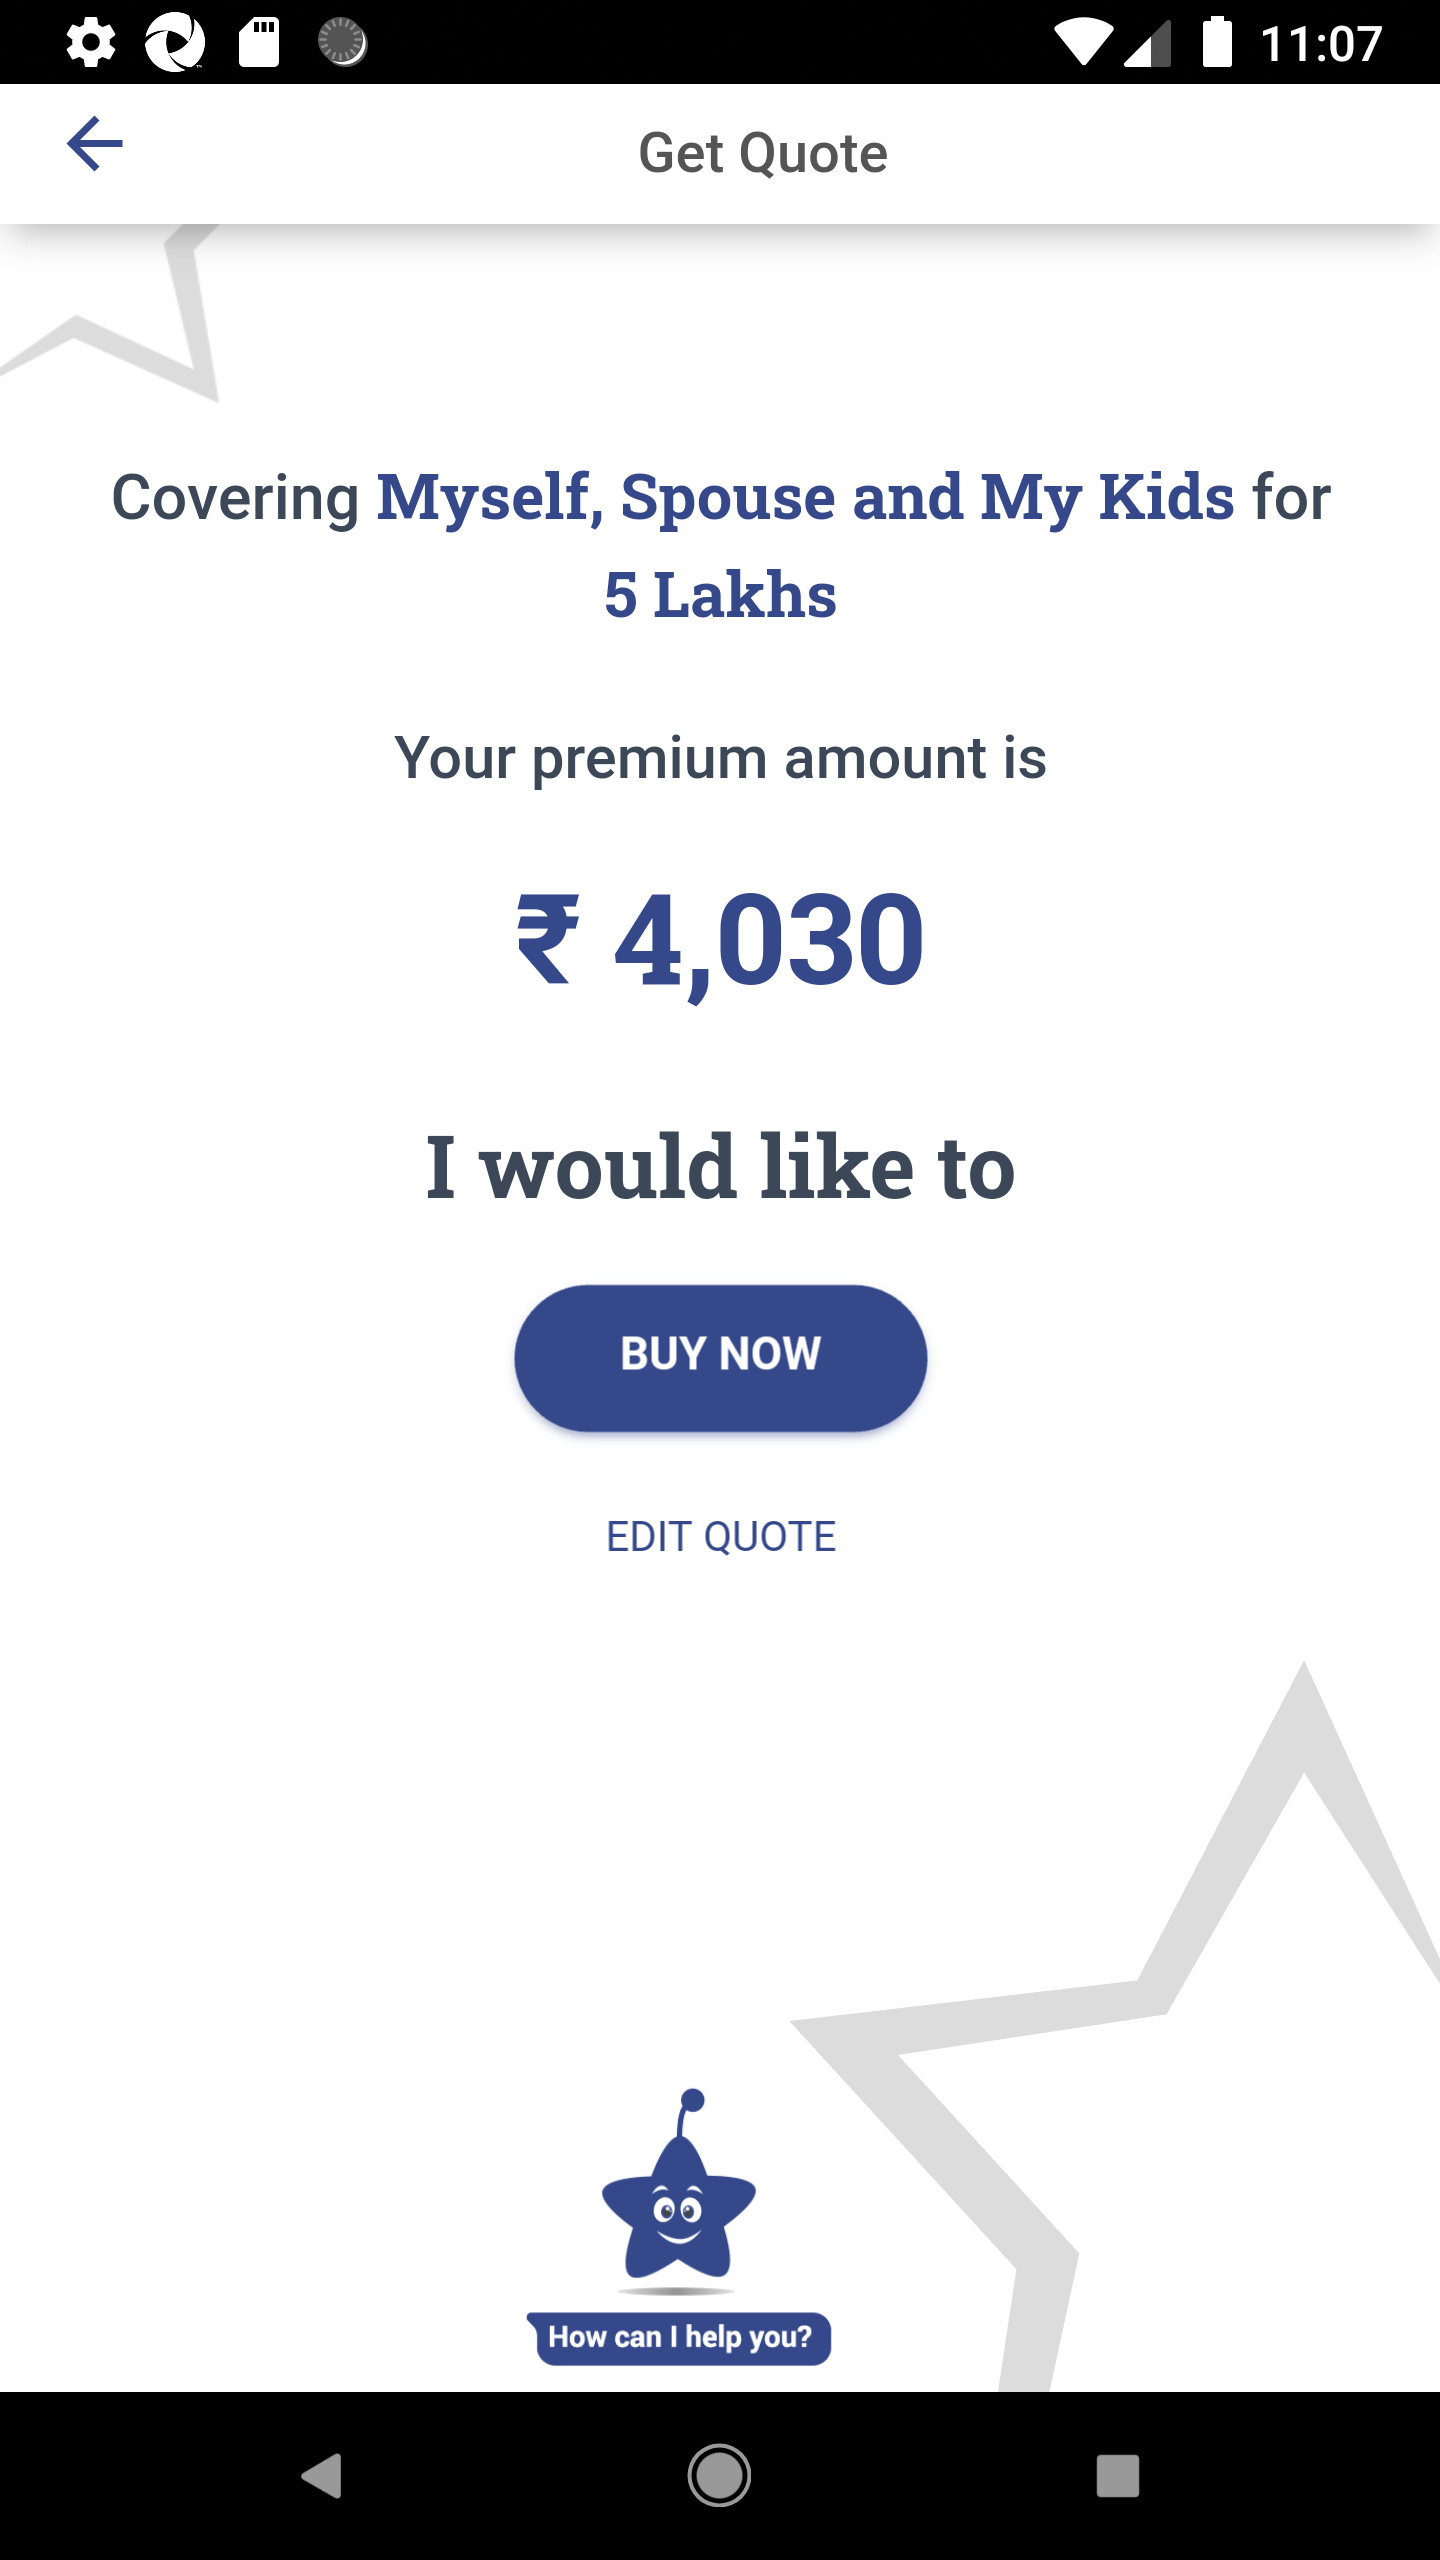 11:07
Get Quote
Covering Myself, Spouse and My Kids for
5 Lakhs
Your premium amount is
₹ 4,030
I would like to
BUY NOW
EDIT QUOTE
How can I help you?